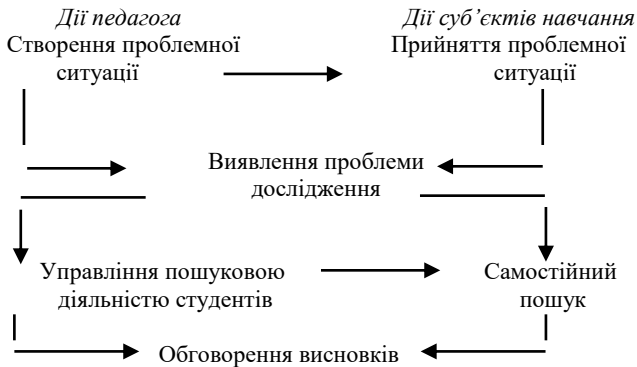 Дії педагога
Дії суб’єктів навчання
Створення проблемної
ситуації
Прийняття проблемної
ситуації
Виявлення проблеми
дослідження
Управління пошуковою
діяльністю студентів
Самостійний
пошук
Обговорення висновків